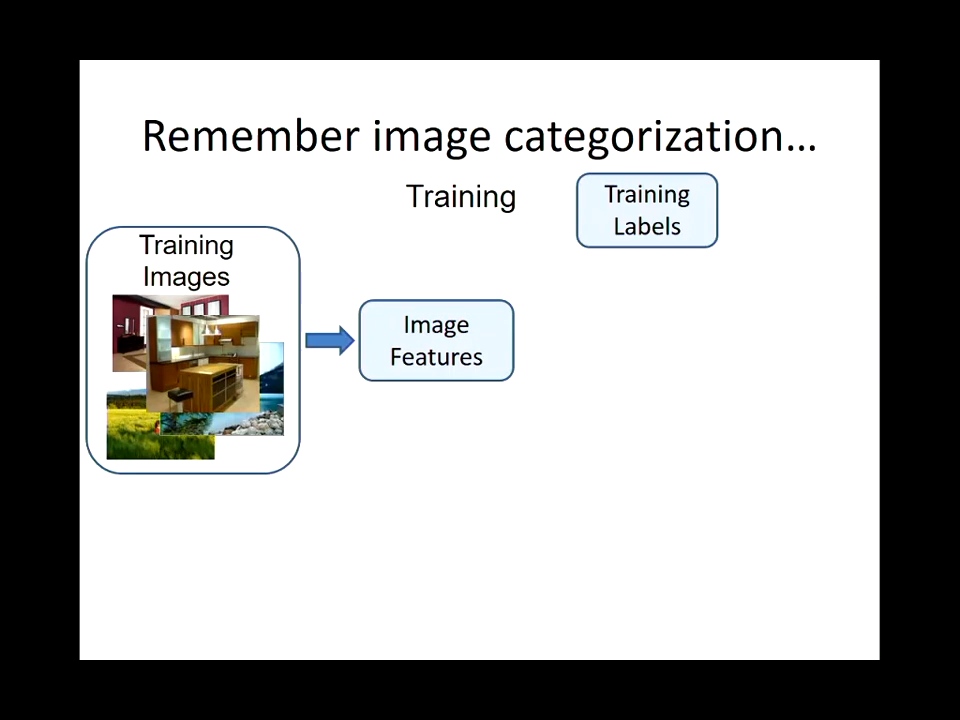 Remember image categorization...
Training
Training
Labels
Training
Images
Image
Features